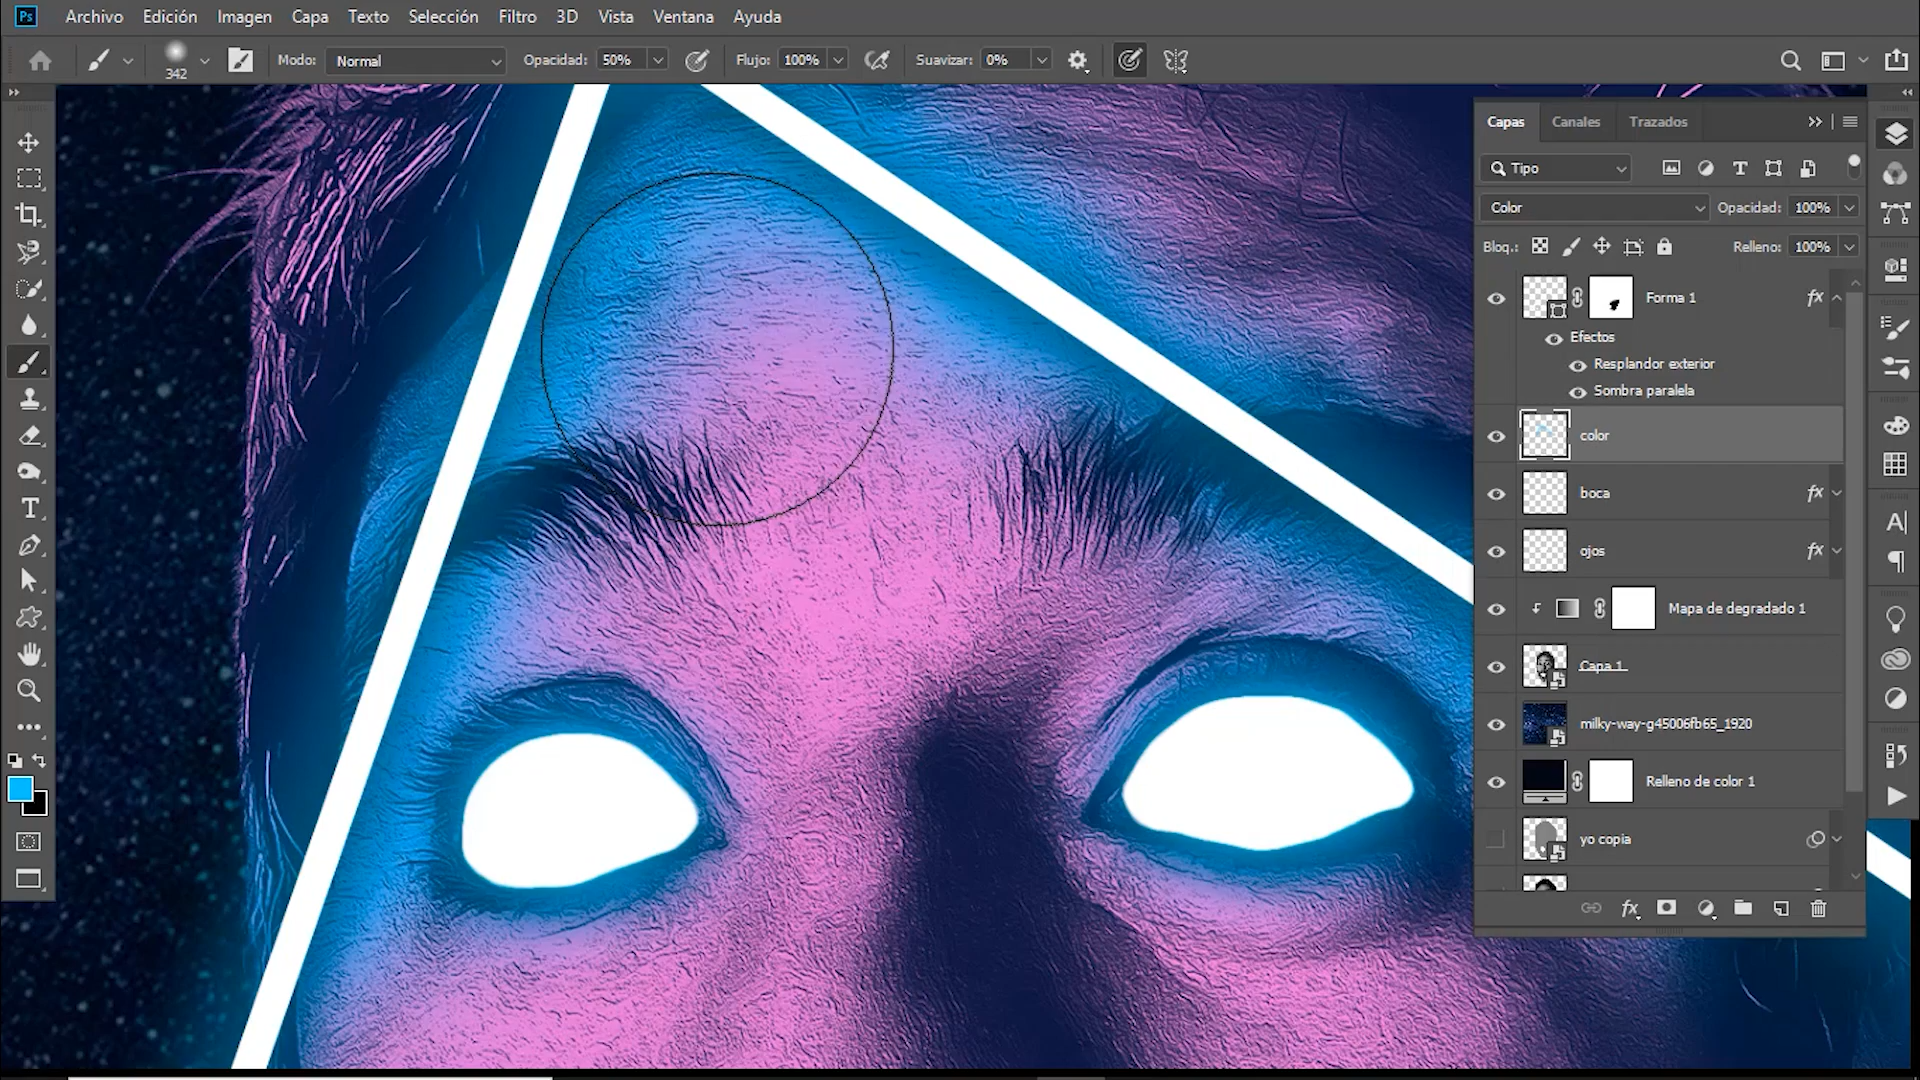 Ps Archivo Edición Imagen Capa Texto Selección Filtro 3D Vista Ventana Ayuda
342 Modo: Normal Opacidad: 50% Flujo: 100% Suavizar: 0%
Capas Canales Trazados
Tipo
Color Opacidad: 100%
Bloq.: Relleno: 100%
Forma 1 fx
Efectos
Resplandor exterior
Sombra paralela
color
boca fx
ojos fx
Mapa de degradado 1
Capa 1
milky-way-g45006fb65_1920
Relleno de color 1
yo copia
fx